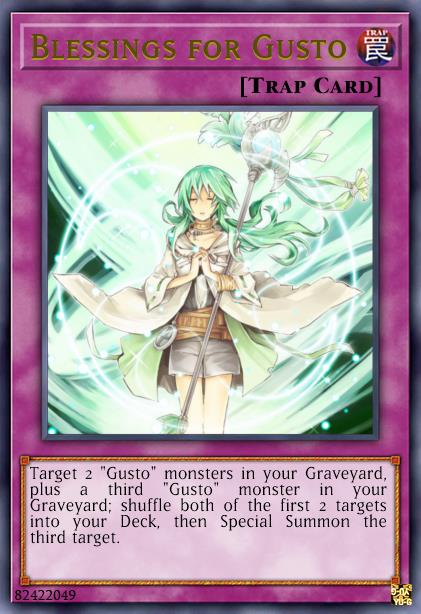 Blessings for Gusto
TRAP
罠
[Trap Card]
Target 2 "Gusto" monsters in your Graveyard,
plus a third "Gusto" monster in your
Graveyard; shuffle both of the first 2 targets
into your Deck, then Special Summon the
third target.
82422049